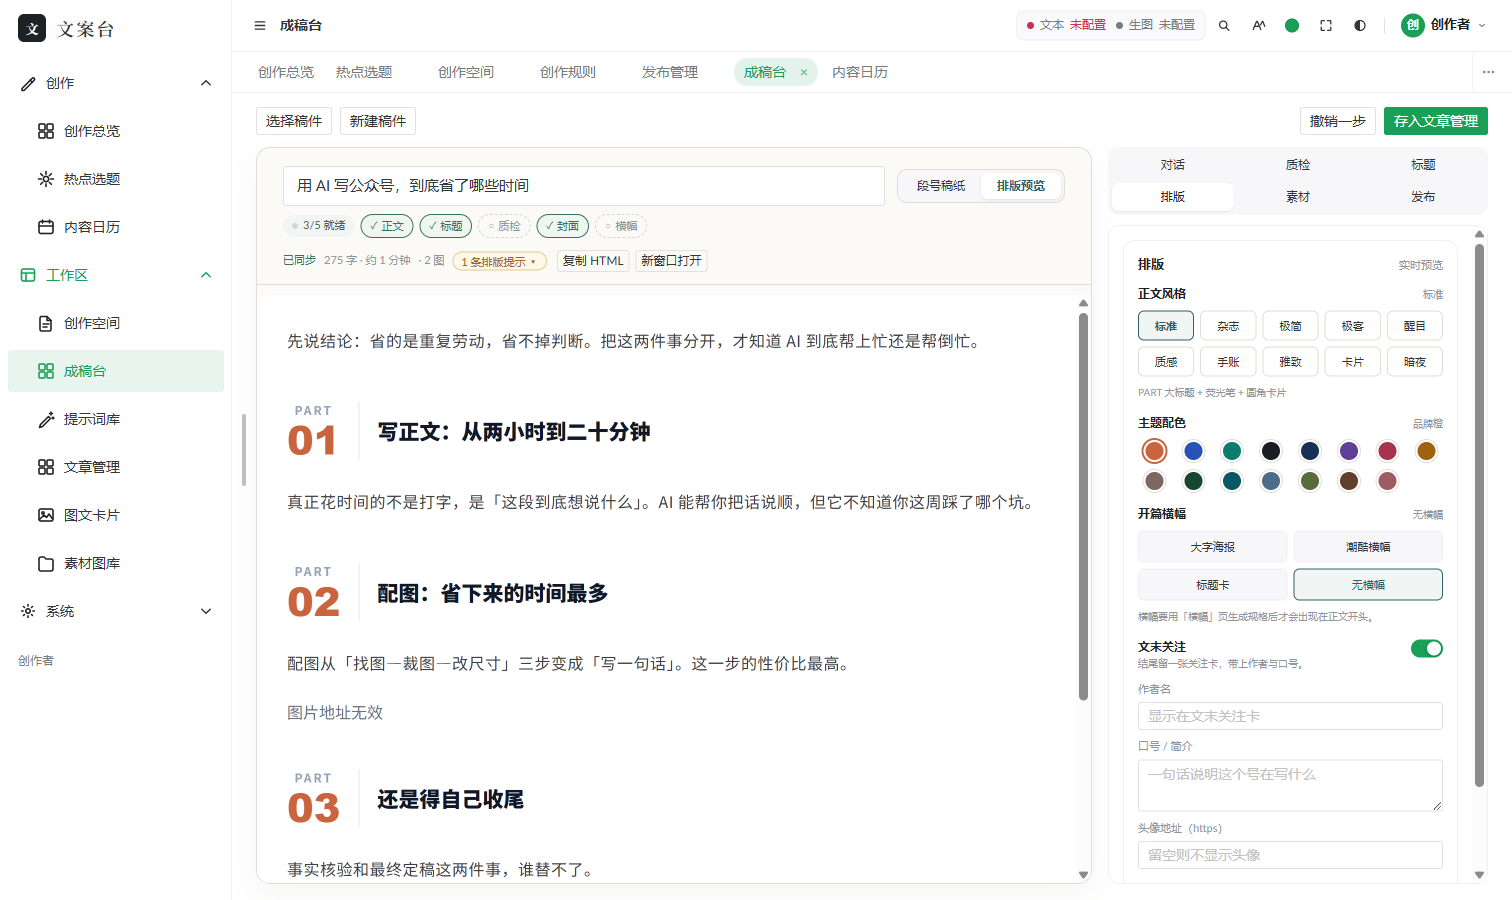 文 文案台
创作
创作总览
热点选题
内容日历
工作区
创作空间
成稿台
提示词库
文章管理
图文卡片
素材图库
系统
创作者
成稿台
文本 未配置 生图 未配置
创 创作者
创作总览 热点选题 创作空间 创作规则 发布管理 成稿台 × 内容日历
选择稿件 新建稿件
撤销一步 存入文章管理
用 AI 写公众号，到底省了哪些时间
段号稿纸 排版预览
3/5 就绪 ✓ 正文 ✓ 标题 ○ 质检 ✓ 封面 ○ 横幅
已同步 275 字 · 约 1 分钟 · 2 图 1 条排版提示 ▾ 复制 HTML 新窗口打开
先说结论：省的是重复劳动，省不掉判断。把这两件事分开，才知道 AI 到底帮上忙还是帮倒忙。
PART
01
写正文：从两小时到二十分钟
真正花时间的不是打字，是「这段到底想说什么」。AI 能帮你把话说顺，但它不知道你这周踩了哪个坑。
PART
02
配图：省下来的时间最多
配图从「找图—裁图—改尺寸」三步变成「写一句话」。这一步的性价比最高。
图片地址无效
PART
03
还是得自己收尾
事实核验和最终定稿这两件事，谁替不了。
对话 质检 标题
排版 素材 发布
排版 实时预览
正文风格 标准
标准 杂志 极简 极客 醒目
质感 手账 雅致 卡片 暗夜
PART 大标题 + 荧光笔 + 圆角卡片
主题配色 品牌橙
开篇横幅 无横幅
大字海报 潮酷横幅
标题卡 无横幅
横幅要用「横幅」页生成规格后才会出现在正文开头。
文末关注
结尾留一张关注卡，带上作者与口号。
作者名
显示在文末关注卡
口号 / 简介
一句话说明这个号在写什么
头像地址（https）
留空则不显示头像